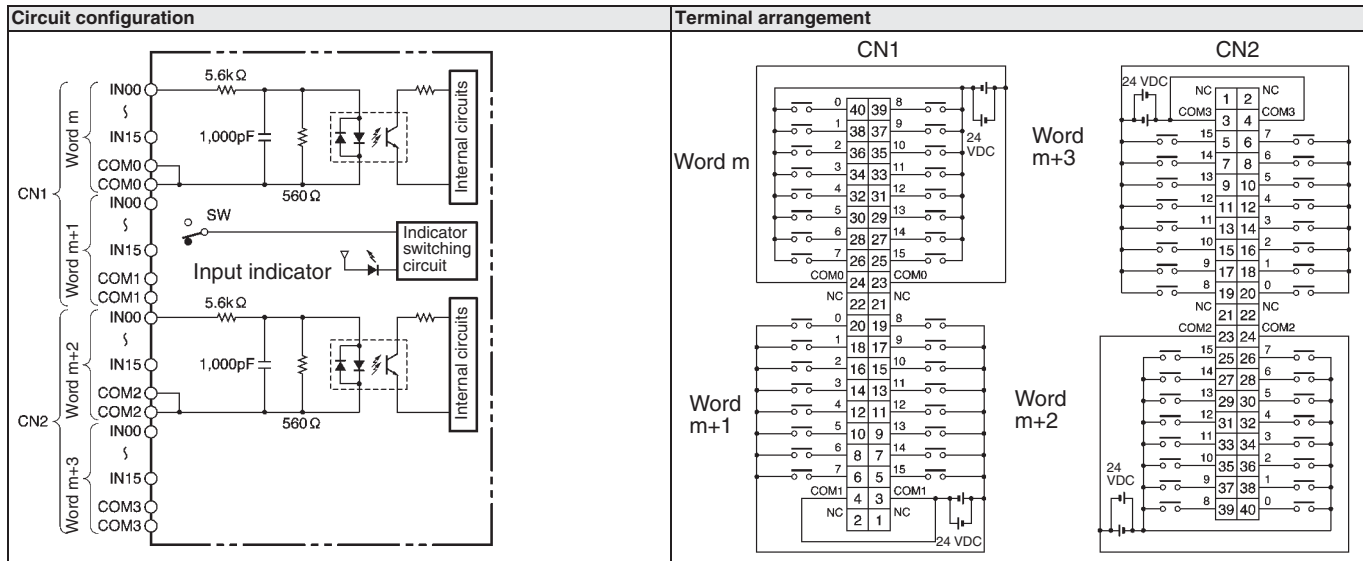 Circuit configuration
Terminal arrangement
CN1
Word m
IN00
IN15
COM0
COM0
Word m+1
IN00
IN15
COM1
COM1
CN2
Word m+2
IN00
IN15
COM2
COM2
Word m+3
IN00
IN15
COM3
COM3
5.6kΩ
1,000pF
560Ω
Internal circuits
SW
Indicator
switching
circuit
Input indicator
5.6kΩ
1,000pF
560Ω
Internal circuits
CN1
24
VDC
Word m
0 40 39 8
1 38 37 9
2 36 35 10
3 34 33 11
4 32 31 12
5 30 29 13
6 28 27 14
7 26 25 15
COM0 24 23 COM0
NC 22 21 NC
Word
m+1
0 20 19 8
1 18 17 9
2 16 15 10
3 14 13 11
4 12 11 12
5 10 9 13
6 8 7 14
7 6 5 15
COM1 4 3 COM1
NC 2 1 NC
24 VDC
CN2
24 VDC
Word
m+3
NC 1 2 NC
COM3 3 4 COM3
15 5 6 7
14 7 8 6
13 9 10 5
12 11 12 4
11 13 14 3
10 15 16 2
9 17 18 1
8 19 20 0
NC 21 22 NC
COM2 23 24 COM2
Word
m+2
15 25 26 7
14 27 28 6
13 29 30 5
12 31 32 4
11 33 34 3
10 35 36 2
9 37 38 1
8 39 40 0
24
VDC